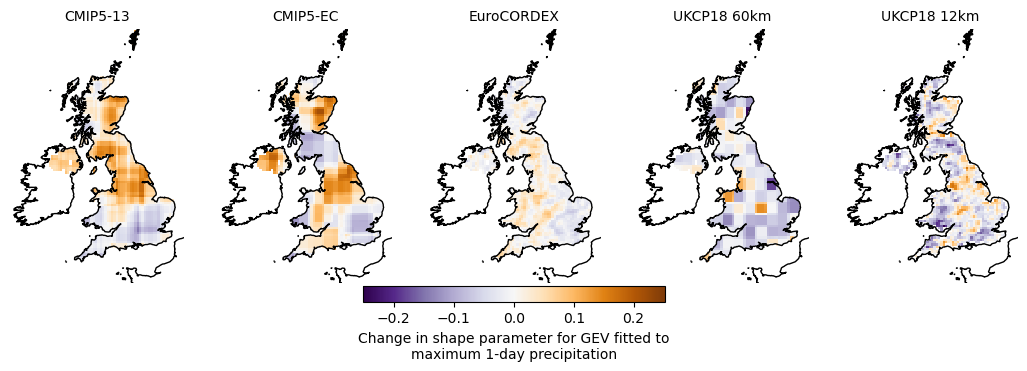 CMIP5-13
CMIP5-EC
EuroCORDEX
UKCP18 60km
UKCP18 12km
−0.2
−0.1
0.0
0.1
0.2
Change in shape parameter for GEV fitted to
maximum 1-day precipitation